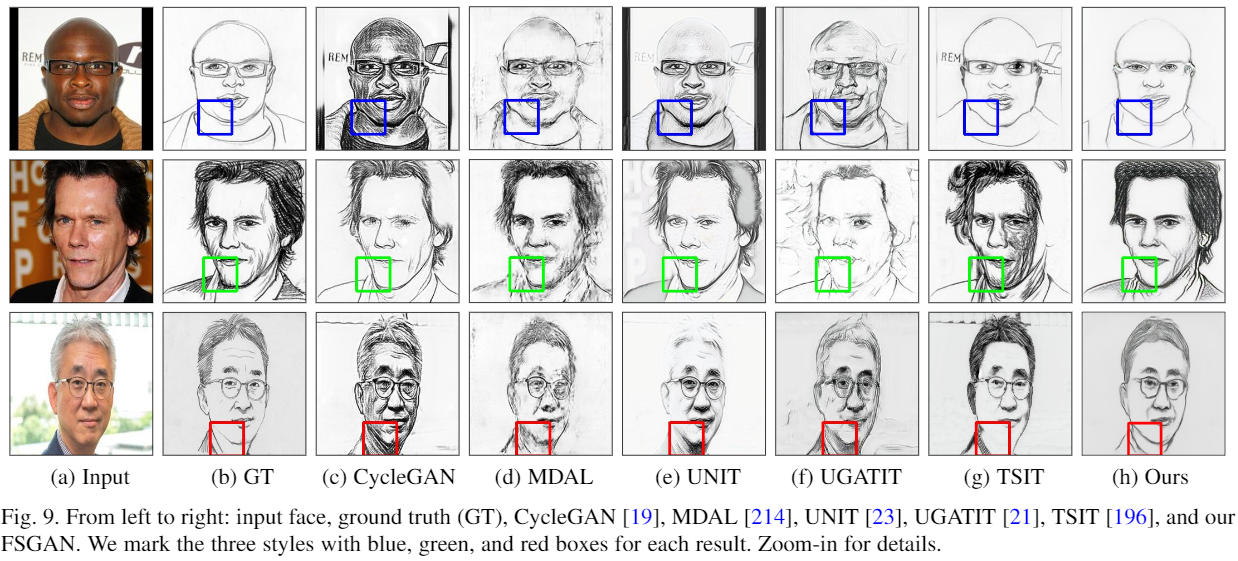 REM
REM
REM
REM
HO
F
P
(a) Input (b) GT (c) CycleGAN (d) MDAL (e) UNIT (f) UGATIT (g) TSIT (h) Ours
Fig. 9. From left to right: input face, ground truth (GT), CycleGAN [19], MDAL [214], UNIT [23], UGATIT [21], TSIT [196], and our
FSGAN. We mark the three styles with blue, green, and red boxes for each result. Zoom-in for details.